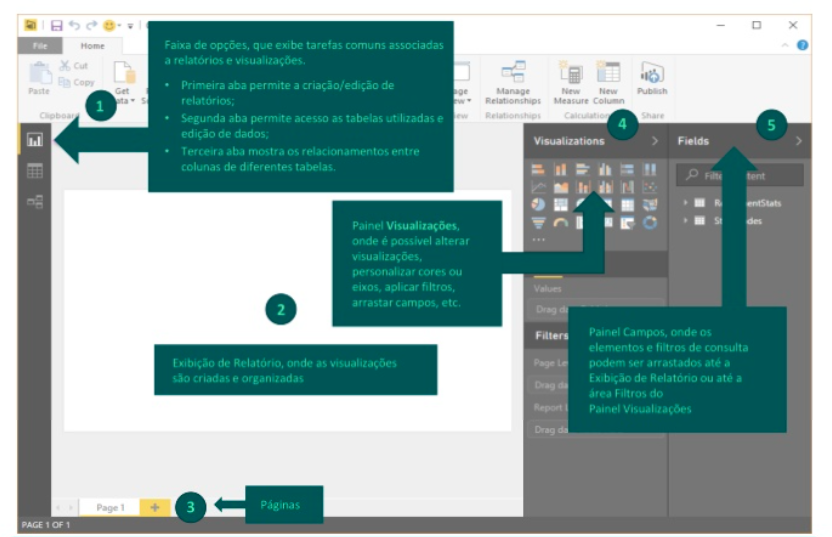 File
Home
Cut
Copy
Paste
Get
Data
Manage
Relationships
New
Measure
New
Column
Publish
Relationships
Share
1
Faixa de opções, que exibe tarefas comuns associadas
a relatórios e visualizações.
• Primeira aba permite a criação/edição de
relatórios;
• Segunda aba permite acesso as tabelas utilizadas e
edição de dados;
• Terceira aba mostra os relacionamentos entre
colunas de diferentes tabelas.
4
Visualizations
5
Fields
Painel Visualizações,
onde é possível alterar
visualizações,
personalizar cores ou
eixos, aplicar filtros,
arrastar campos, etc.
Values
Filters
2
Exibição de Relatório, onde as visualizações
são criadas e organizadas
Painel Campos, onde os
elementos e filtros de consulta
podem ser arrastados até a
Exibição de Relatório ou até a
área Filtros do
Painel Visualizações
Page 1
3
Páginas
PAGE 1 OF 1